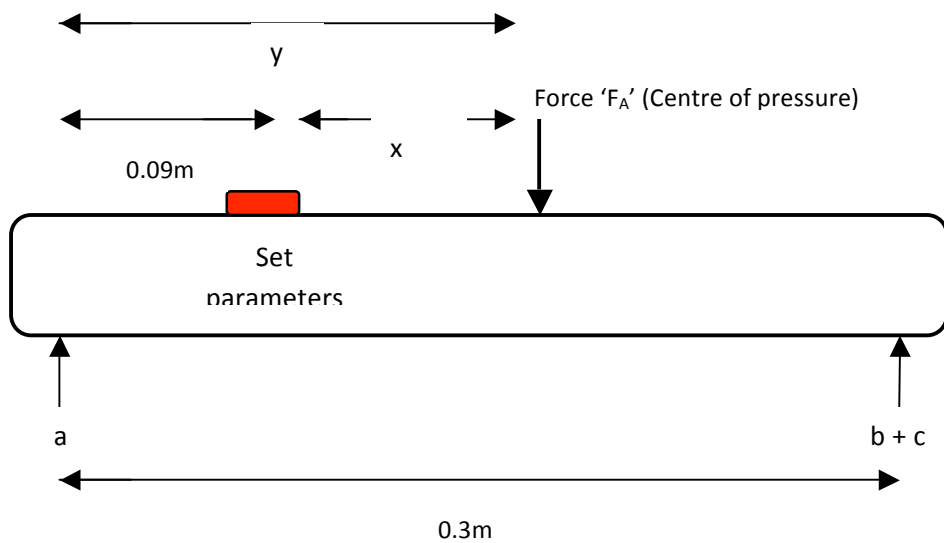 y
Force ‘F_A’ (Centre of pressure)
x
0.09m
Set
parameters
a
b + c
0.3m